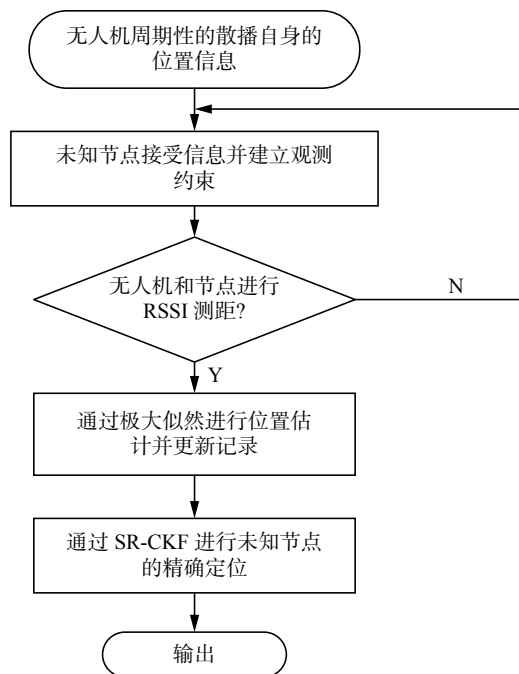 无人机周期性的散播自身的
位置信息
未知节点接受信息并建立观测
约束
无人机和节点进行
RSSI 测距?
N
Y
通过极大似然进行位置估
计并更新记录
通过 SR-CKF 进行未知节点
的精确定位
输出